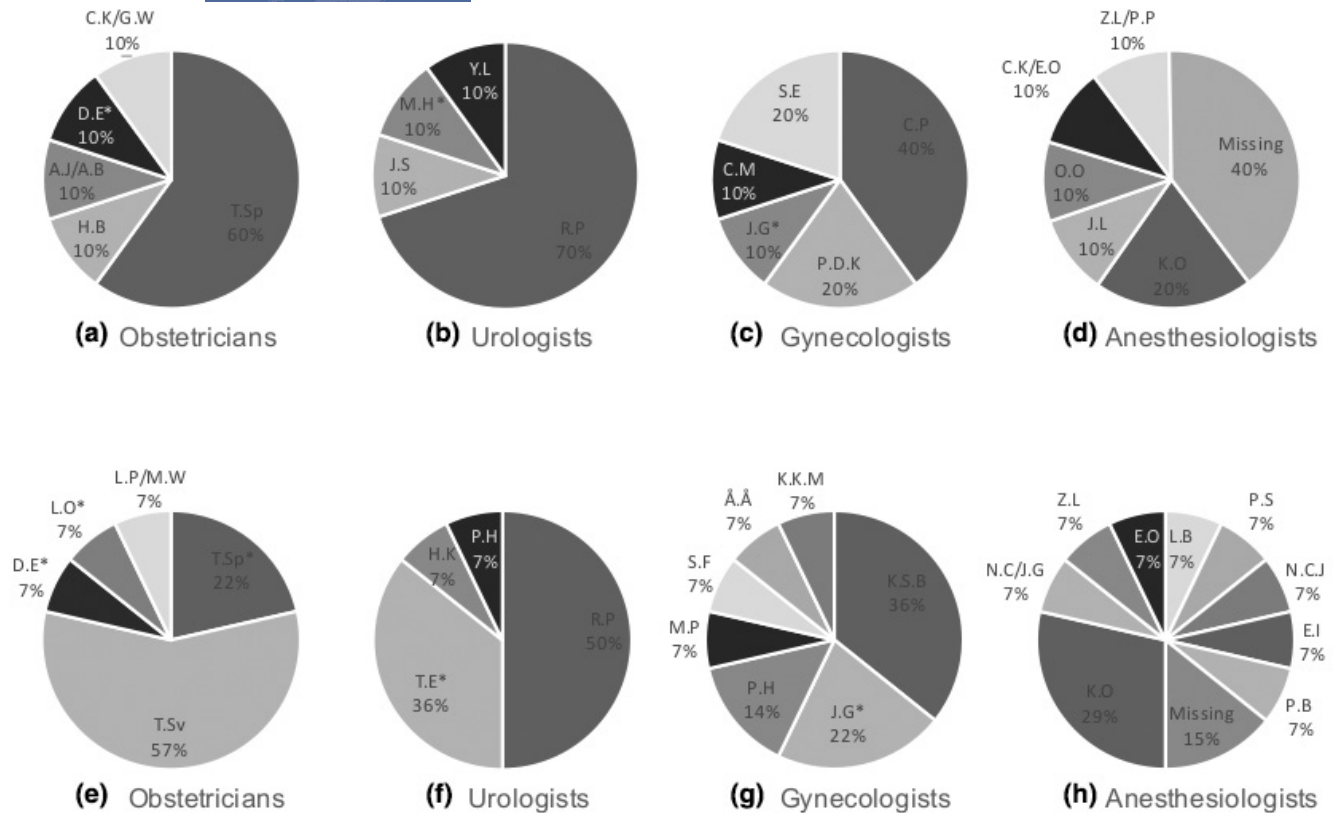 C.K/G.W
10%
D.E*
10%
A.J/A.B
10%
H.B
10%
T.Sp
60%
(a) Obstetricians
Y.L
10%
M.H*
10%
J.S
10%
R.P
70%
(b) Urologists
S.E
20%
C.P
40%
C.M
10%
J.G*
10%
P.D.K
20%
(c) Gynecologists
Z.L/P.P
10%
C.K/E.O
10%
Missing
40%
O.O
10%
J.L
10%
K.O
20%
(d) Anesthesiologists
L.P/M.W
7%
L.O*
7%
D.E*
7%
T.Sp*
22%
T.Sv
57%
(e) Obstetricians
P.H
7%
H.K
7%
R.P
50%
T.E*
36%
(f) Urologists
K.K.M
7%
Å.Å
7%
S.F
7%
M.P
7%
K.S.B
36%
P.H
14%
J.G*
22%
(g) Gynecologists
Z.L
7%
E.O
7%
L.B
7%
P.S
7%
N.C/J.G
7%
N.C.J
7%
E.I
7%
K.O
29%
Missing
15%
P.B
7%
(h) Anesthesiologists